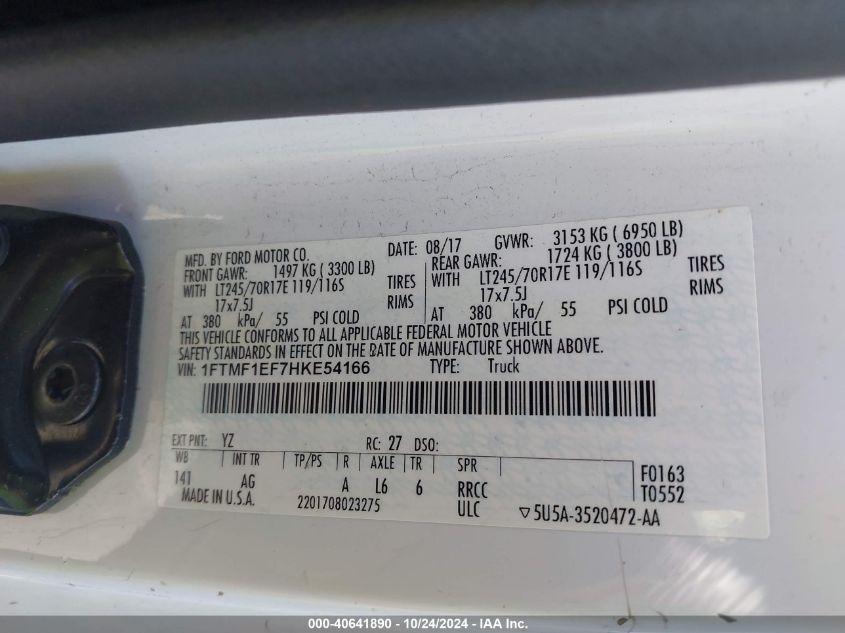 MFD. BY FORD MOTOR CO. DATE: 08/17 GVWR: 3153 KG ( 6950 LB)
FRONT GAWR: 1497 KG ( 3300 LB) REAR GAWR: 1724 KG ( 3800 LB)
WITH LT245/70R17E 119/116S TIRES WITH LT245/70R17E 119/116S TIRES
17x7.5J RIMS 17x7.5J RIMS
AT 380 kPa/ 55 PSI COLD AT 380 kPa/ 55 PSI COLD
THIS VEHICLE CONFORMS TO ALL APPLICABLE FEDERAL MOTOR VEHICLE
SAFETY STANDARDS IN EFFECT ON THE DATE OF MANUFACTURE SHOWN ABOVE.
VIN: 1FTMF1EF7HKE54166 TYPE: Truck
EXT PNT: YZ RC: 27 DSO:
WB INT TR TP/PS R AXLE TR SPR F0163
141 AG A L6 6 RRCC T0552
MADE IN U.S.A. 2201708023275 ULC ▽5U5A-3520472-AA
000-40641890 - 10/24/2024 - IAA Inc.